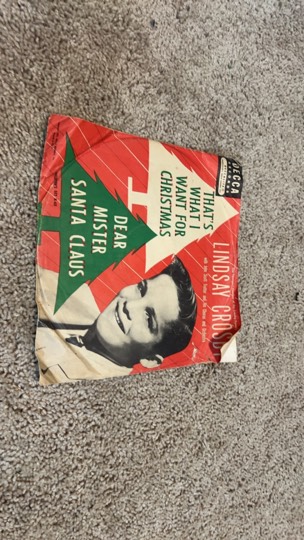 DECCA
LINDSAY CROSBY
THAT'S
WHAT I
WANT FOR
CHRISTMAS
DEAR
MISTER
SANTA CLAUS